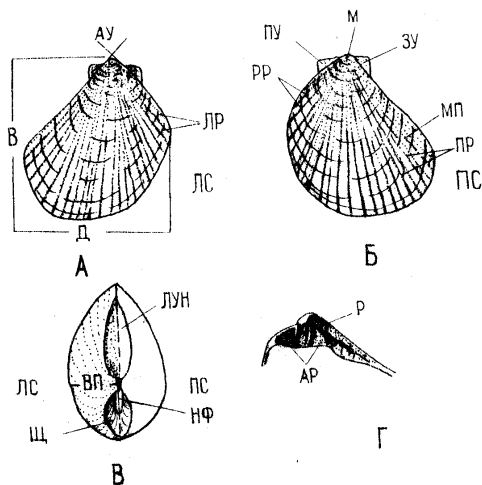 АУ
В
ЛР
ЛС
Д
А
М
ПУ
ЗУ
РР
МП
ПР
ПС
Б
ЛУН
ЛС
ВП
ПС
НФ
Щ
В
Р
АР
Г